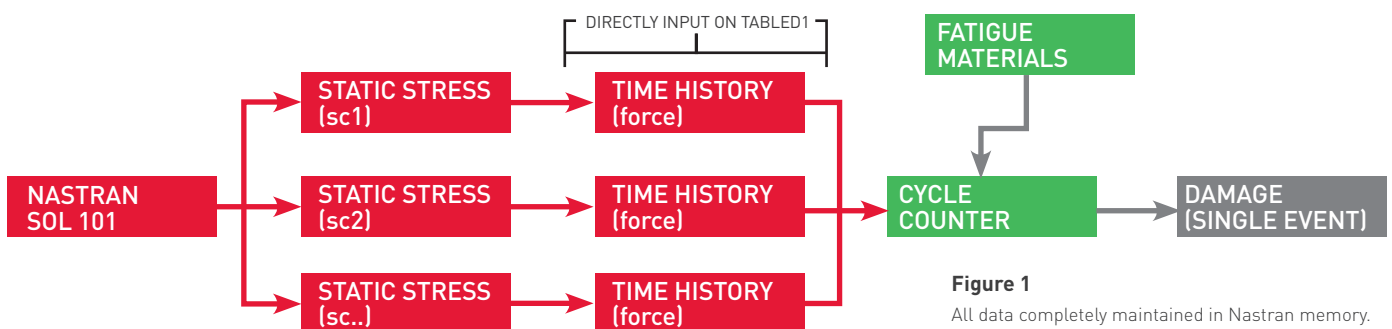 DIRECTLY INPUT ON TABLED1
FATIGUE
MATERIALS
STATIC STRESS
(sc1)
TIME HISTORY
(force)
NASTRAN
SOL 101
STATIC STRESS
(sc2)
TIME HISTORY
(force)
CYCLE
COUNTER
DAMAGE
(SINGLE EVENT)
STATIC STRESS
(sc..)
TIME HISTORY
(force)
Figure 1
All data completely maintained in Nastran memory.